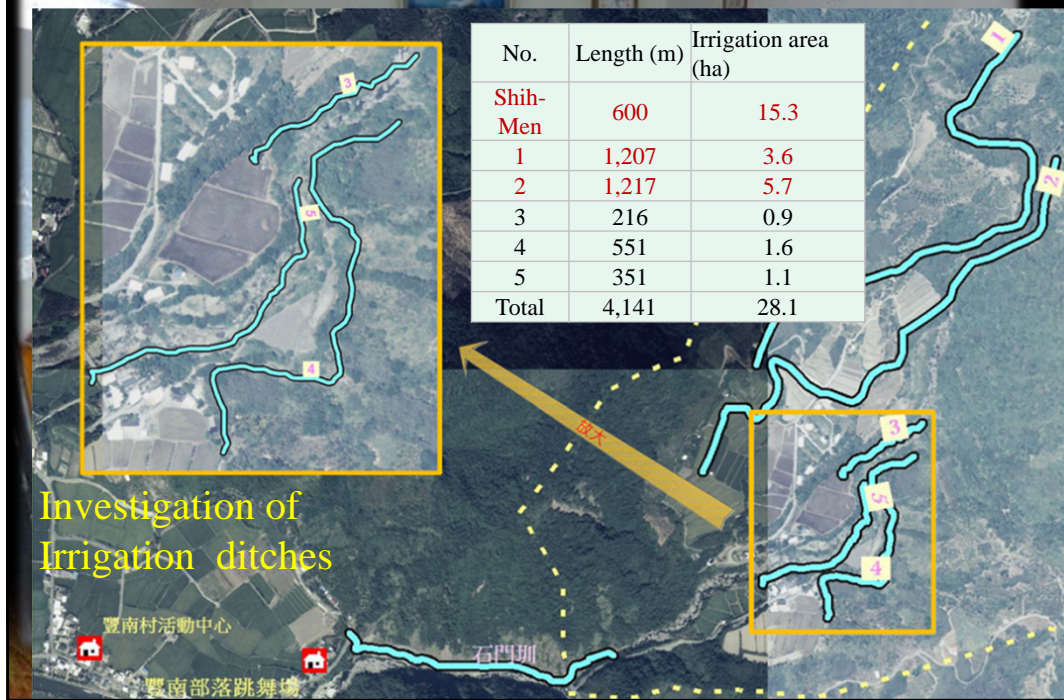 No. Length (m) Irrigation area (ha)
Shih-Men 600 15.3
1 1,207 3.6
2 1,217 5.7
3 216 0.9
4 551 1.6
5 351 1.1
Total 4,141 28.1
3
5
4
1
2
3
5
4
放大
Investigation of
Irrigation ditches
豐南村活動中心
石門圳
豐南部落跳舞場